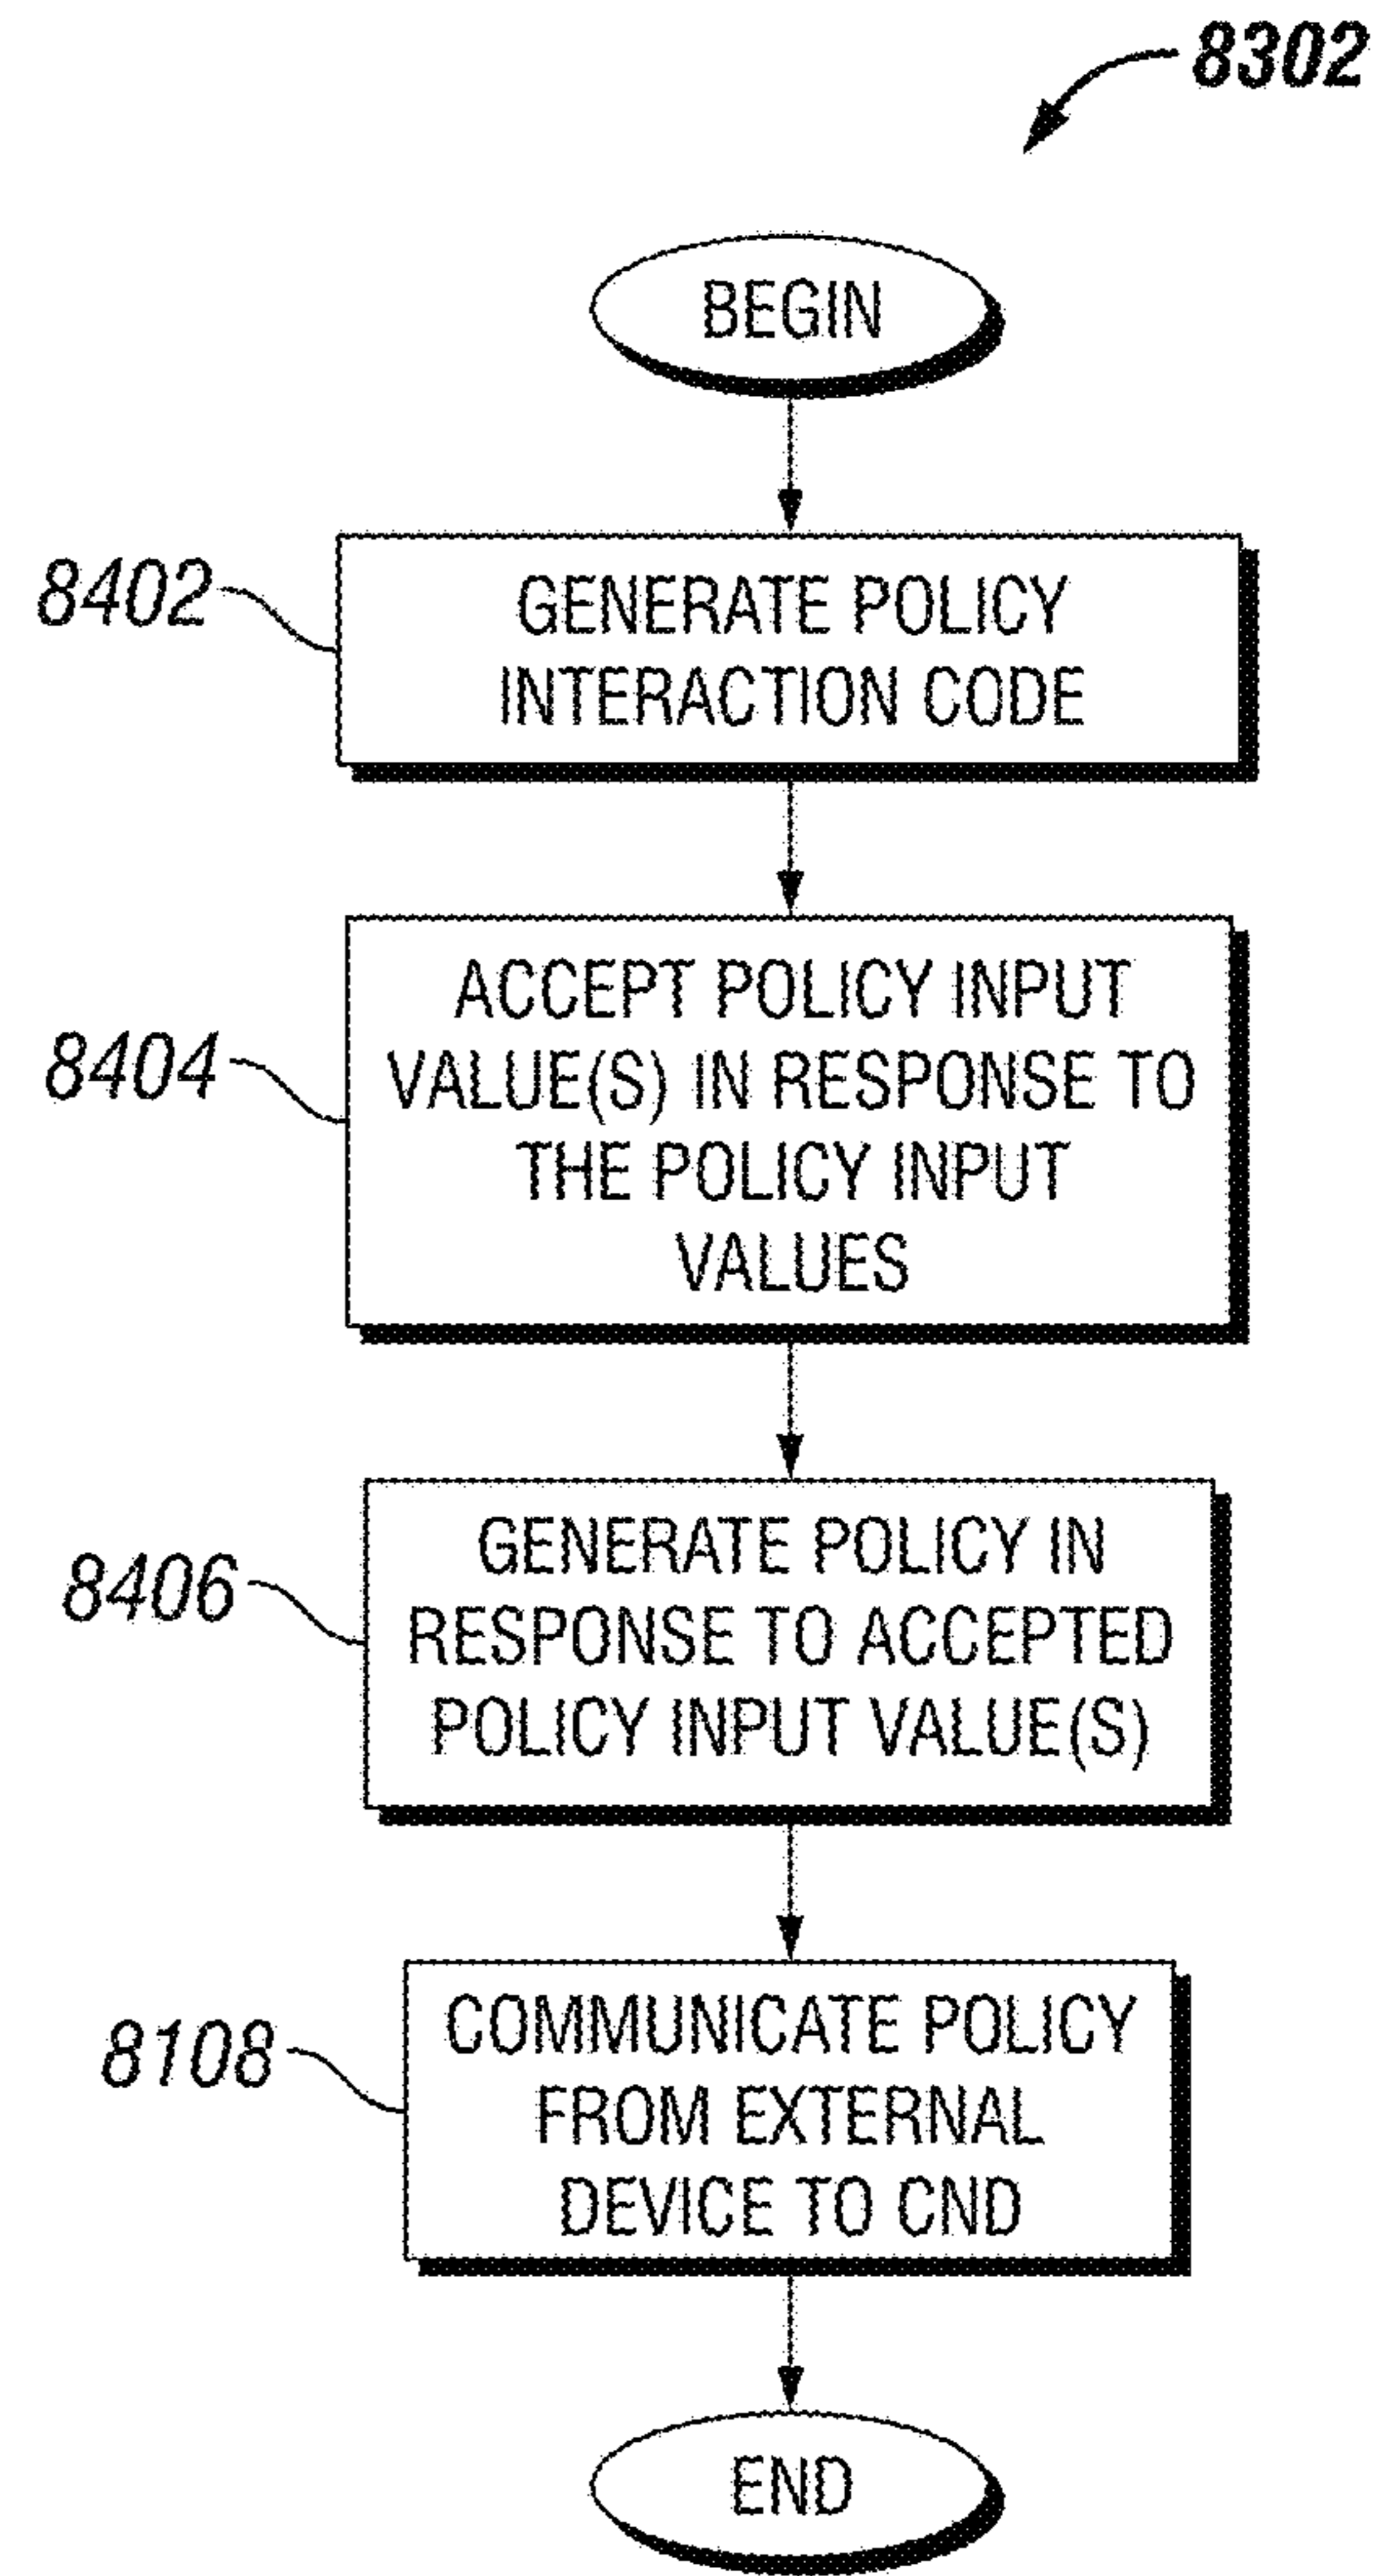 8302
BEGIN
8402
GENERATE POLICY
INTERACTION CODE
8404
ACCEPT POLICY INPUT
VALUE(S) IN RESPONSE TO
THE POLICY INPUT
VALUES
8406
GENERATE POLICY IN
RESPONSE TO ACCEPTED
POLICY INPUT VALUE(S)
8108
COMMUNICATE POLICY
FROM EXTERNAL
DEVICE TO CND
END